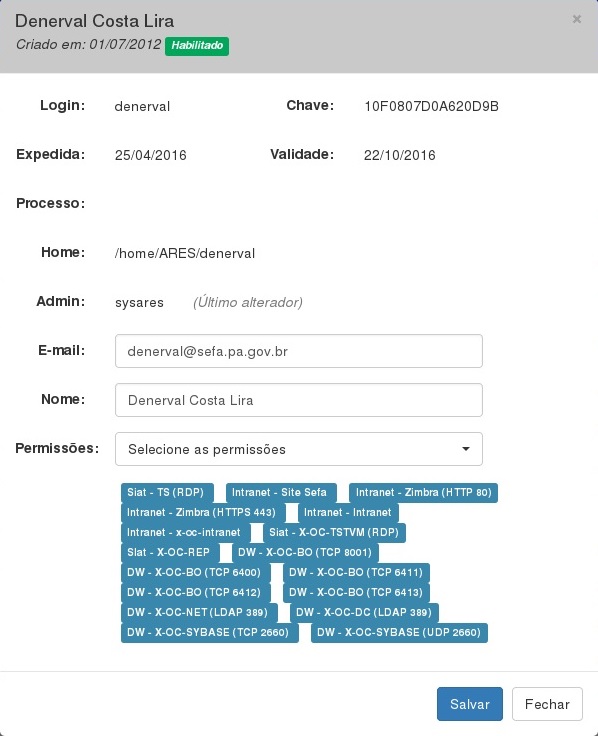 Denerval Costa Lira ×
Criado em: 01/07/2012 Habilitado
Login: denerval Chave: 10F0807D0A620D9B
Expedida: 25/04/2016 Validade: 22/10/2016
Processo:
Home: /home/ARES/denerval
Admin: sysares (Último alterador)
E-mail: denerval@sefa.pa.gov.br
Nome: Denerval Costa Lira
Permissões: Selecione as permissões
Siat - TS (RDP) Intranet - Site Sefa Intranet - Zimbra (HTTP 80)
Intranet - Zimbra (HTTPS 443) Intranet - Intranet
Intranet - x-oc-intranet Siat - X-OC-TSTVM (RDP)
Siat - X-OC-REP DW - X-OC-BO (TCP 8001)
DW - X-OC-BO (TCP 6400) DW - X-OC-BO (TCP 6411)
DW - X-OC-BO (TCP 6412) DW - X-OC-BO (TCP 6413)
DW - X-OC-NET (LDAP 389) DW - X-OC-DC (LDAP 389)
DW - X-OC-SYBASE (TCP 2660) DW - X-OC-SYBASE (UDP 2660)
Salvar Fechar